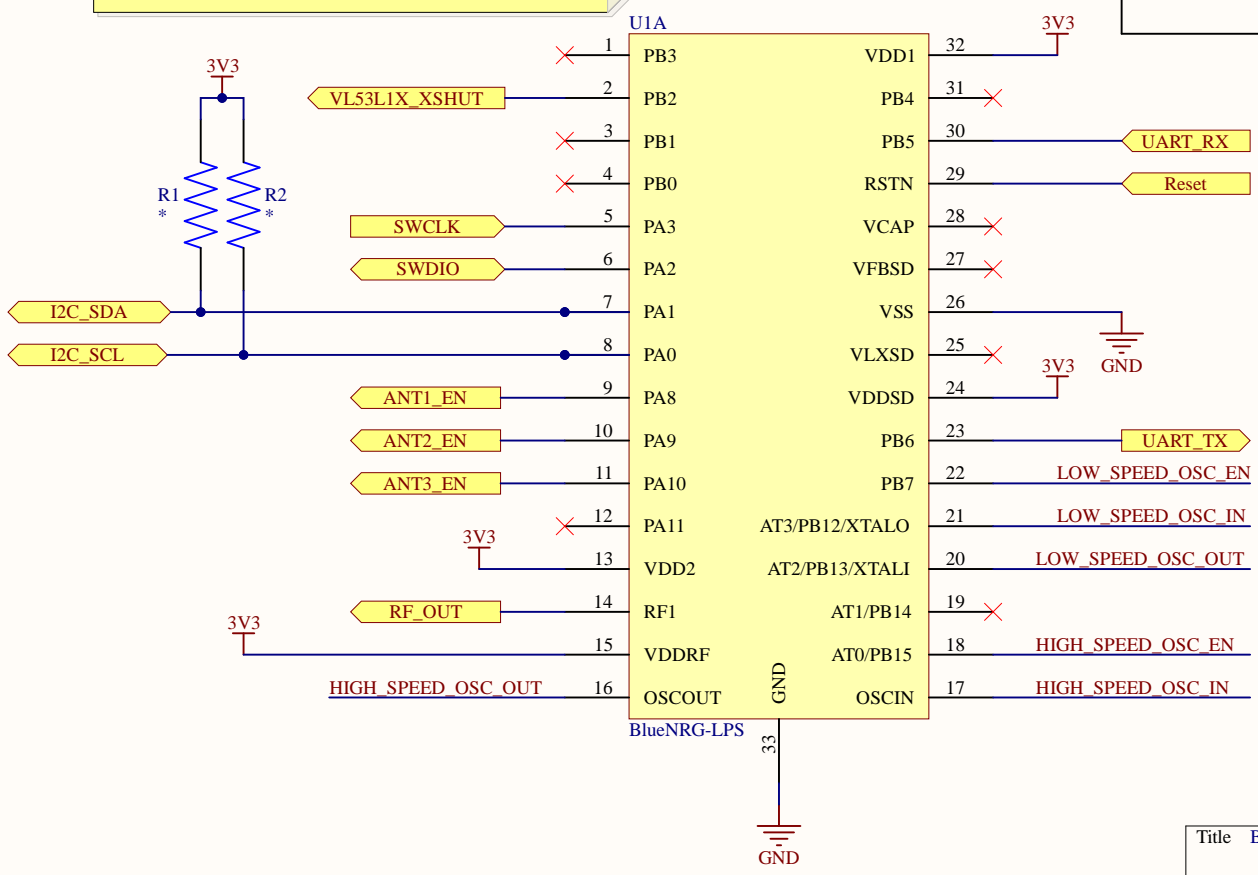 U1A
3V3
3V3
1 PB3 VDD1 32
VL53L1X_XSHUT 2 PB2 PB4 31
3 PB1 PB5 30 UART_RX
4 PB0 RSTN 29 Reset
R1 R2
* *
SWCLK 5 PA3 VCAP 28
SWDIO 6 PA2 VFBSD 27
I2C_SDA 7 PA1 VSS 26
I2C_SCL 8 PA0 VLXSD 25
GND
3V3
ANT1_EN 9 PA8 VDDSD 24
ANT2_EN 10 PA9 PB6 23 UART_TX
ANT3_EN 11 PA10 PB7 22 LOW_SPEED_OSC_EN
12 PA11 AT3/PB12/XTALO 21 LOW_SPEED_OSC_IN
3V3
13 VDD2 AT2/PB13/XTALI 20 LOW_SPEED_OSC_OUT
RF_OUT 14 RF1 AT1/PB14 19
3V3
15 VDDRF AT0/PB15 18 HIGH_SPEED_OSC_EN
HIGH_SPEED_OSC_OUT 16 OSCOUT OSCIN 17 HIGH_SPEED_OSC_IN
GND
BlueNRG-LPS
33
GND
Title